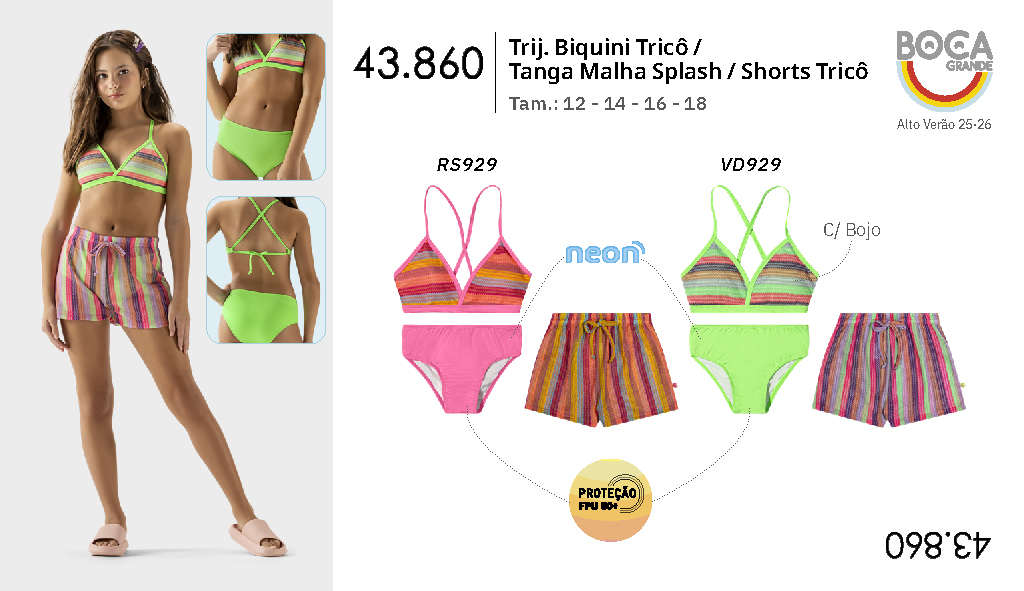 43.860
Trij. Biquini Tricô /
Tanga Malha Splash / Shorts Tricô
Tam.: 12 - 14 - 16 - 18
BOCA
GRANDE
Alto Verão 25-26
RS929
VD929
C/ Bojo
neon
PROTEÇÃO
FPU 50+
43.860